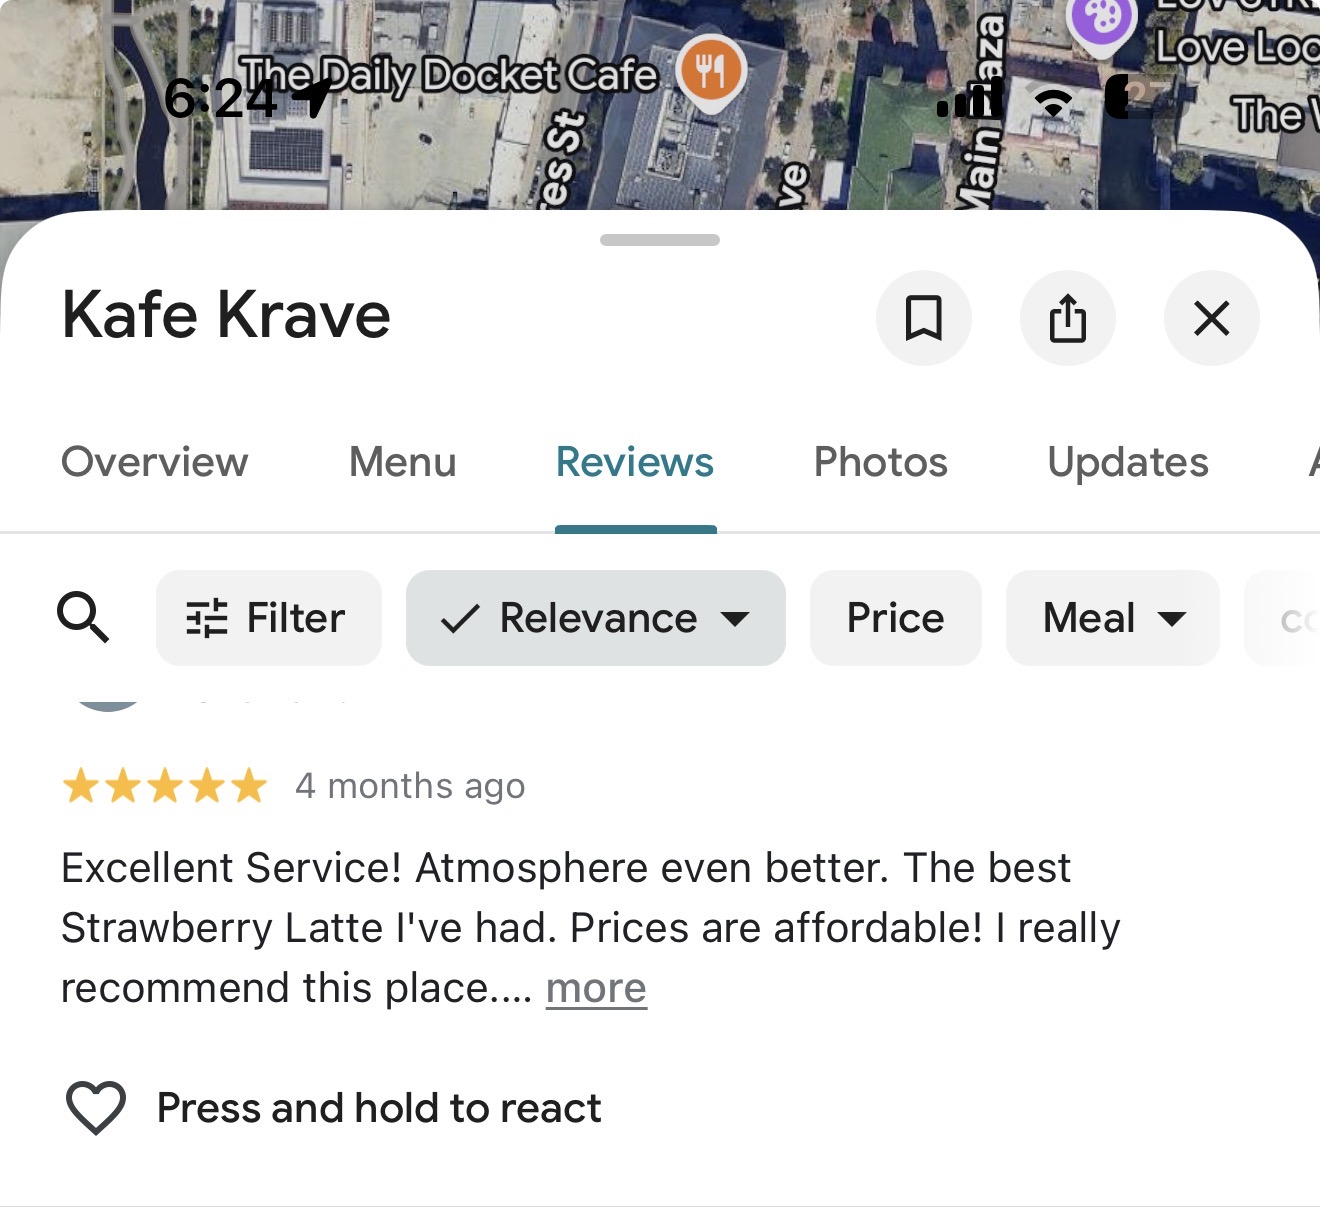 The Daily Docket Cafe
Love Loc
6:24
The
res St
Main
aza
ve
Kafe Krave
Overview Menu Reviews Photos Updates
Filter Relevance Price Meal co
★★★★★ 4 months ago
Excellent Service! Atmosphere even better. The best
Strawberry Latte I've had. Prices are affordable! I really
recommend this place.... more
Press and hold to react